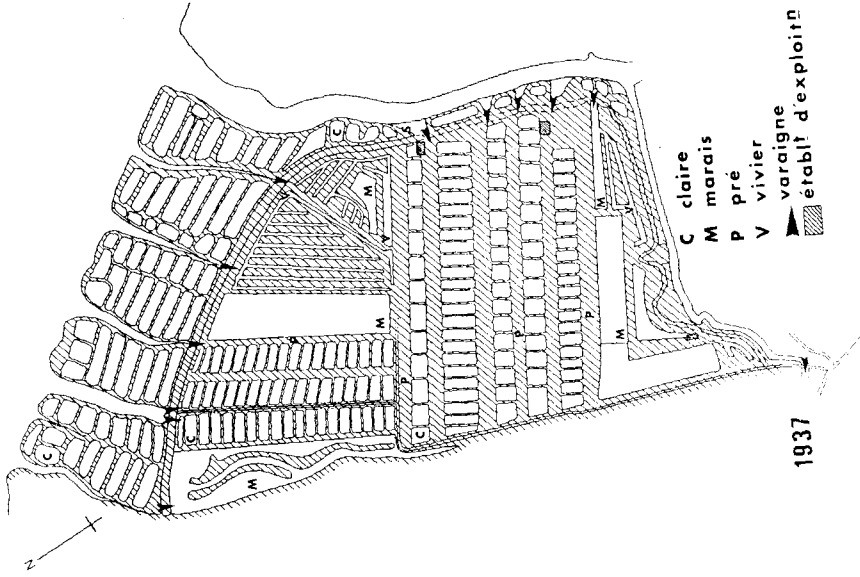 C claire
M marais
P pré
V vivier
varaigne
établt d'exploitn
1937
N
C
M
C
P
M
V
M
C
S
C
P
C
P
P
M
M
V